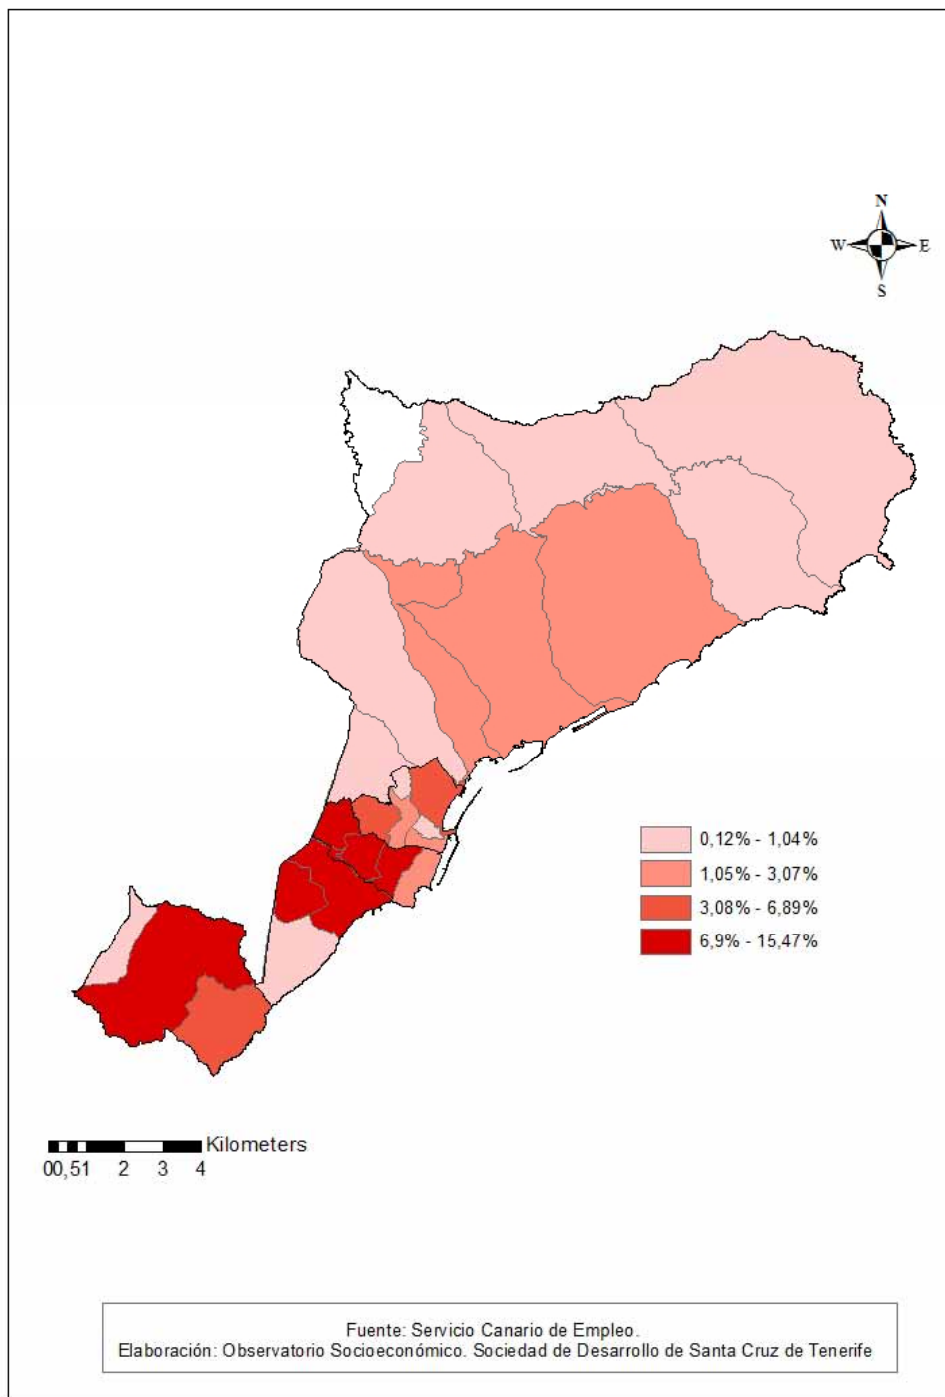 N
W E
S
0,12% - 1,04%
1,05% - 3,07%
3,08% - 6,89%
6,9% - 15,47%
Kilometers
00,51 2 3 4
Fuente: Servicio Canario de Empleo.
Elaboración: Observatorio Socioeconómico. Sociedad de Desarrollo de Santa Cruz de Tenerife